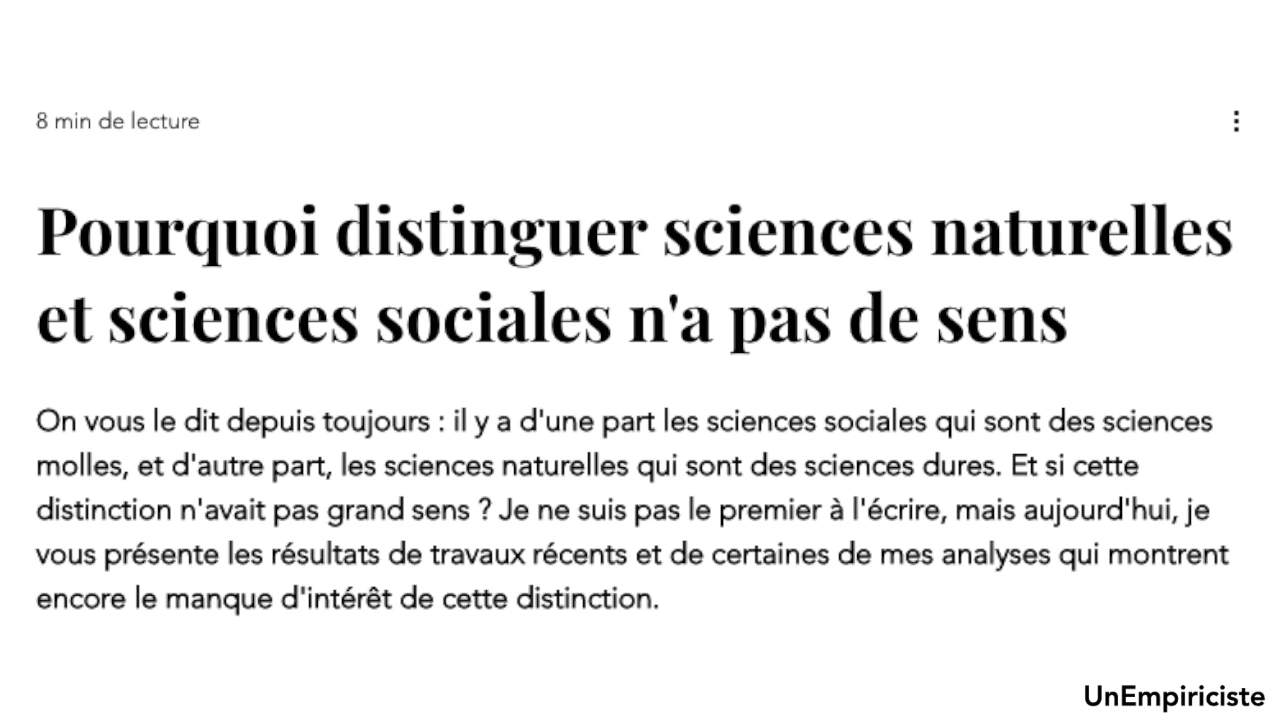 8 min de lecture
Pourquoi distinguer sciences naturelles
et sciences sociales n'a pas de sens
On vous le dit depuis toujours : il y a d'une part les sciences sociales qui sont des sciences
molles, et d'autre part, les sciences naturelles qui sont des sciences dures. Et si cette
distinction n'avait pas grand sens ? Je ne suis pas le premier à l'écrire, mais aujourd'hui, je
vous présente les résultats de travaux récents et de certaines de mes analyses qui montrent
encore le manque d'intérêt de cette distinction.
UnEmpiriciste